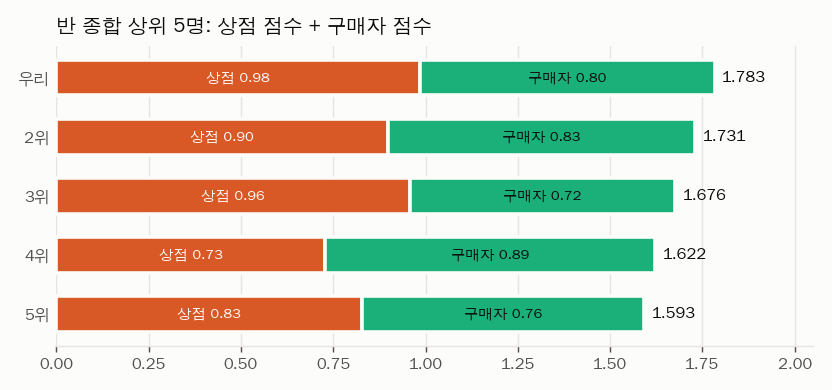 반 종합 상위 5명: 상점 점수 + 구매자 점수
우리 상점 0.98 구매자 0.80 1.783
2위 상점 0.90 구매자 0.83 1.731
3위 상점 0.96 구매자 0.72 1.676
4위 상점 0.73 구매자 0.89 1.622
5위 상점 0.83 구매자 0.76 1.593
0.00 0.25 0.50 0.75 1.00 1.25 1.50 1.75 2.00